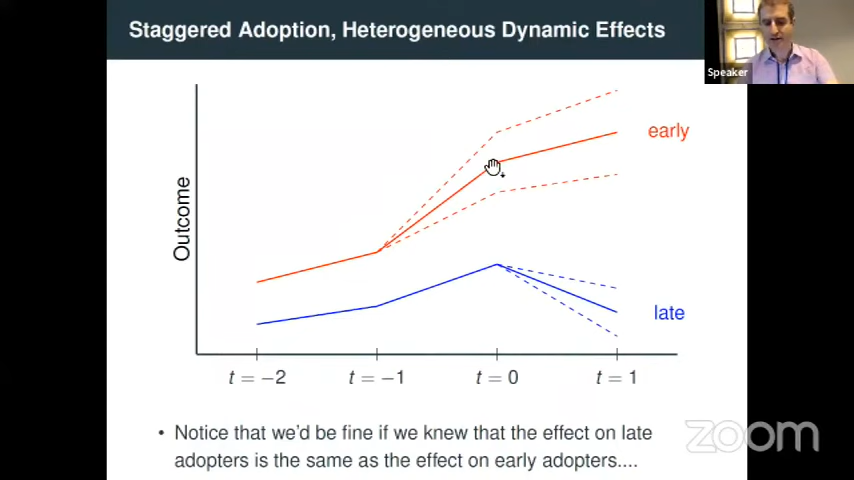 Staggered Adoption, Heterogeneous Dynamic Effects
Speaker
early
Outcome
late
t = −2
t = −1
t = 0
t = 1
• Notice that we'd be fine if we knew that the effect on late
adopters is the same as the effect on early adopters....
zoom